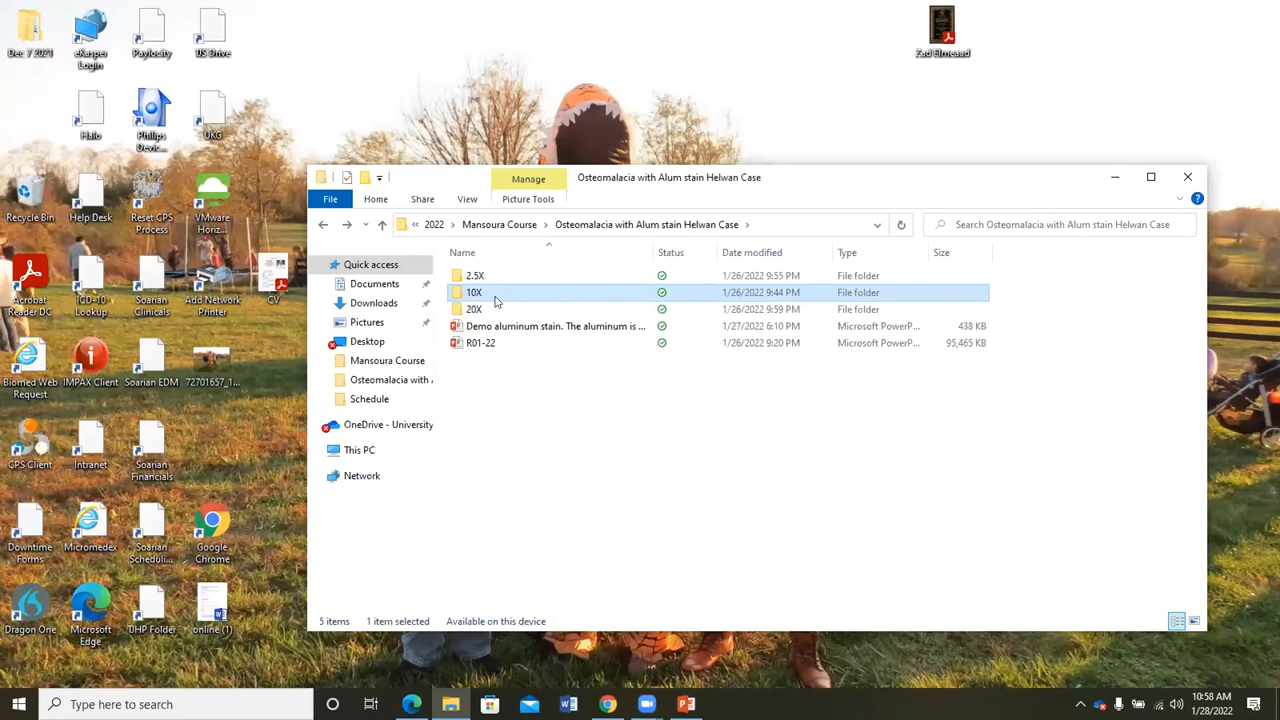 Dec 7 2021
eKasper Login
Paylocity
TJS Drive
Zad Elmeaad
Halo
Philips Devic...
UKG
Recycle Bin
Help Desk
Reset CPS Process
VMware Horiz...
Acrobat Reader DC
ICD-10 Lookup
Soarian Clinicals
Add Network Printer
CV
Biomed Web Request
IMPAX Client
Soarian EDM
72701657_1...
CPS Client
Intranet
Soarian Financials
Downtime Forms
Micromedex
Soarian Scheduli...
Google Chrome
Dragon One
Microsoft Edge
TJHP Folder
online (1)
Manage
Osteomalacia with Alum stain Helwan Case
File
Home
Share
View
Picture Tools
« 2022 › Mansoura Course › Osteomalacia with Alum stain Helwan Case ›
Search Osteomalacia with Alum stain Helwan Case
Quick access
Documents
Downloads
Pictures
Desktop
Mansoura Course
Osteomalacia with A
Schedule
OneDrive - University
This PC
Network
Name Status Date modified Type Size
2.5X 1/26/2022 9:55 PM File folder
10X 1/26/2022 9:44 PM File folder
20X 1/26/2022 9:59 PM File folder
Demo aluminum stain. The aluminum is ... 1/27/2022 6:10 PM Microsoft PowerP... 438 KB
R01-22 1/26/2022 9:20 PM Microsoft PowerP... 95,465 KB
5 items 1 item selected Available on this device
Type here to search
10:58 AM
1/28/2022